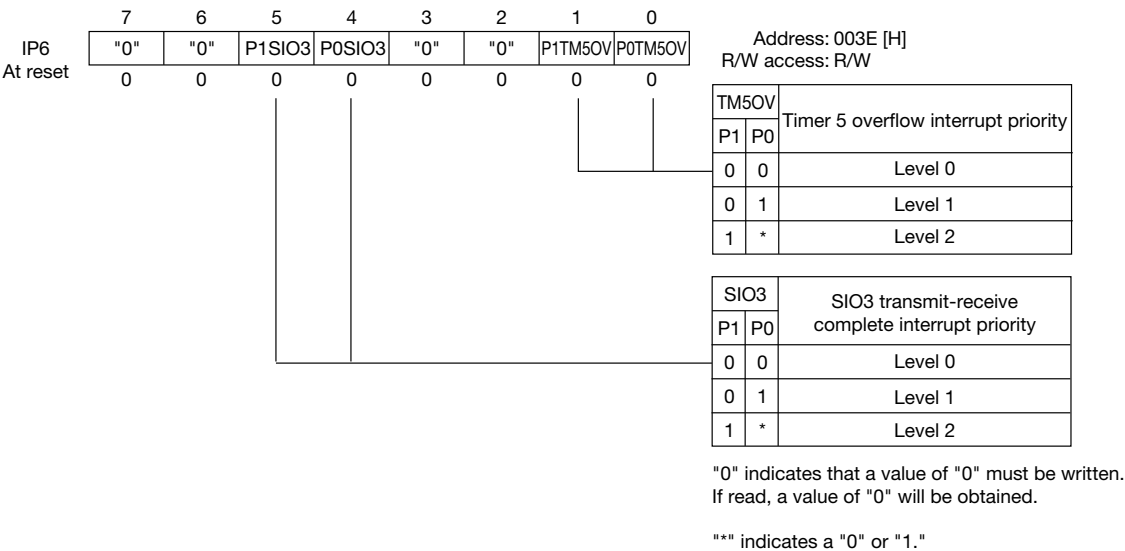 7 6 5 4 3 2 1 0
IP6 "0" "0" P1SIO3 P0SIO3 "0" "0" P1TM5OV P0TM5OV
At reset 0 0 0 0 0 0 0 0
Address: 003E [H]
R/W access: R/W
TM5OV Timer 5 overflow interrupt priority
P1 P0
0 0 Level 0
0 1 Level 1
1 * Level 2
SIO3 SIO3 transmit-receive
P1 P0 complete interrupt priority
0 0 Level 0
0 1 Level 1
1 * Level 2
"0" indicates that a value of "0" must be written.
If read, a value of "0" will be obtained.
"*" indicates a "0" or "1."